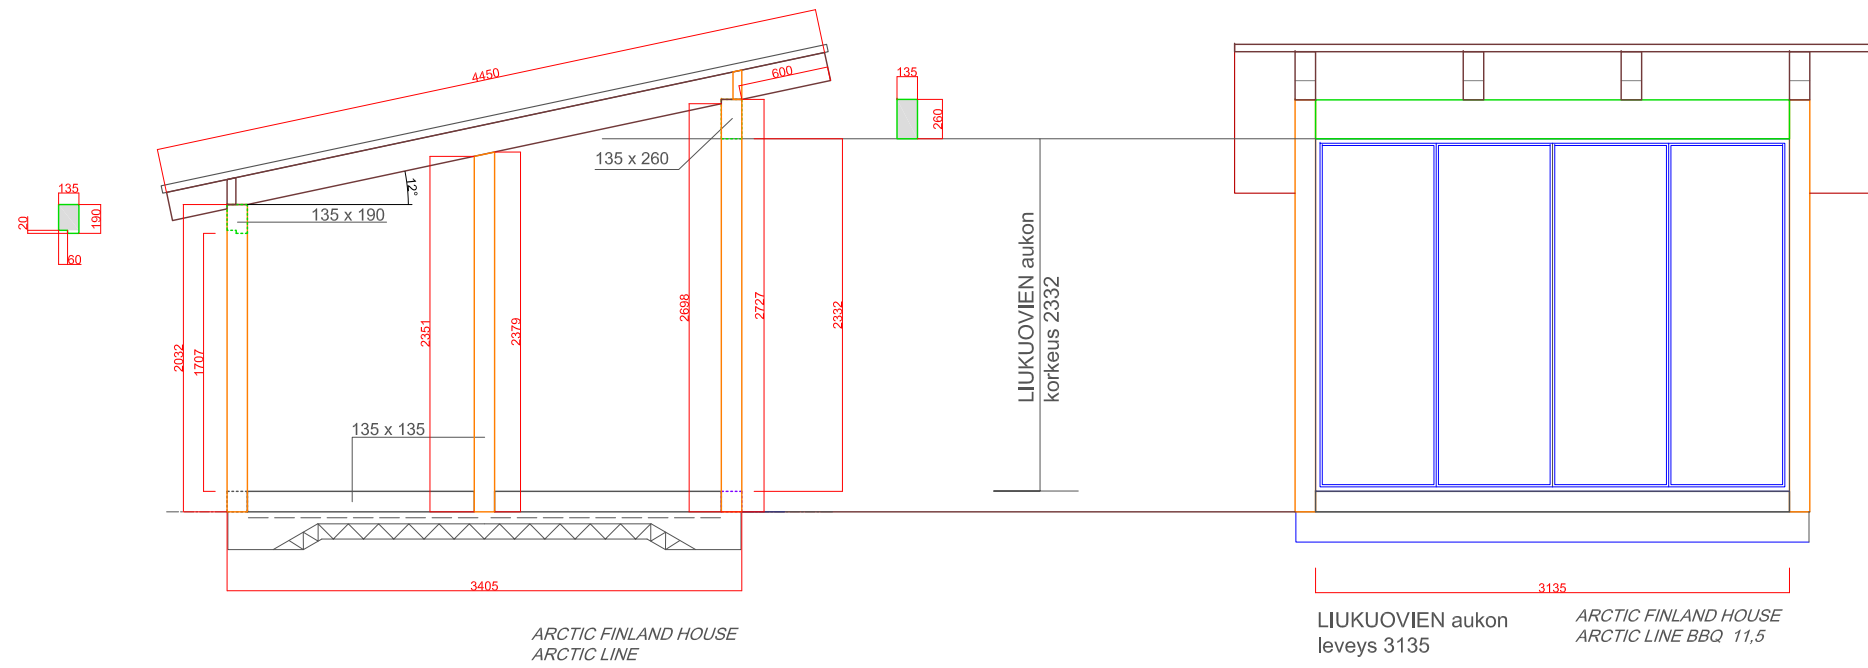 4450
600
135
260
135 x 260
12°
135
20
190
60
135 x 190
2032
1707
2351
2379
2698
2727
2332
LIUKUOVIEN aukon
korkeus 2332
135 x 135
3405
3135
ARCTIC FINLAND HOUSE
ARCTIC LINE
LIUKUOVIEN aukon
leveys 3135
ARCTIC FINLAND HOUSE
ARCTIC LINE BBQ 11,5